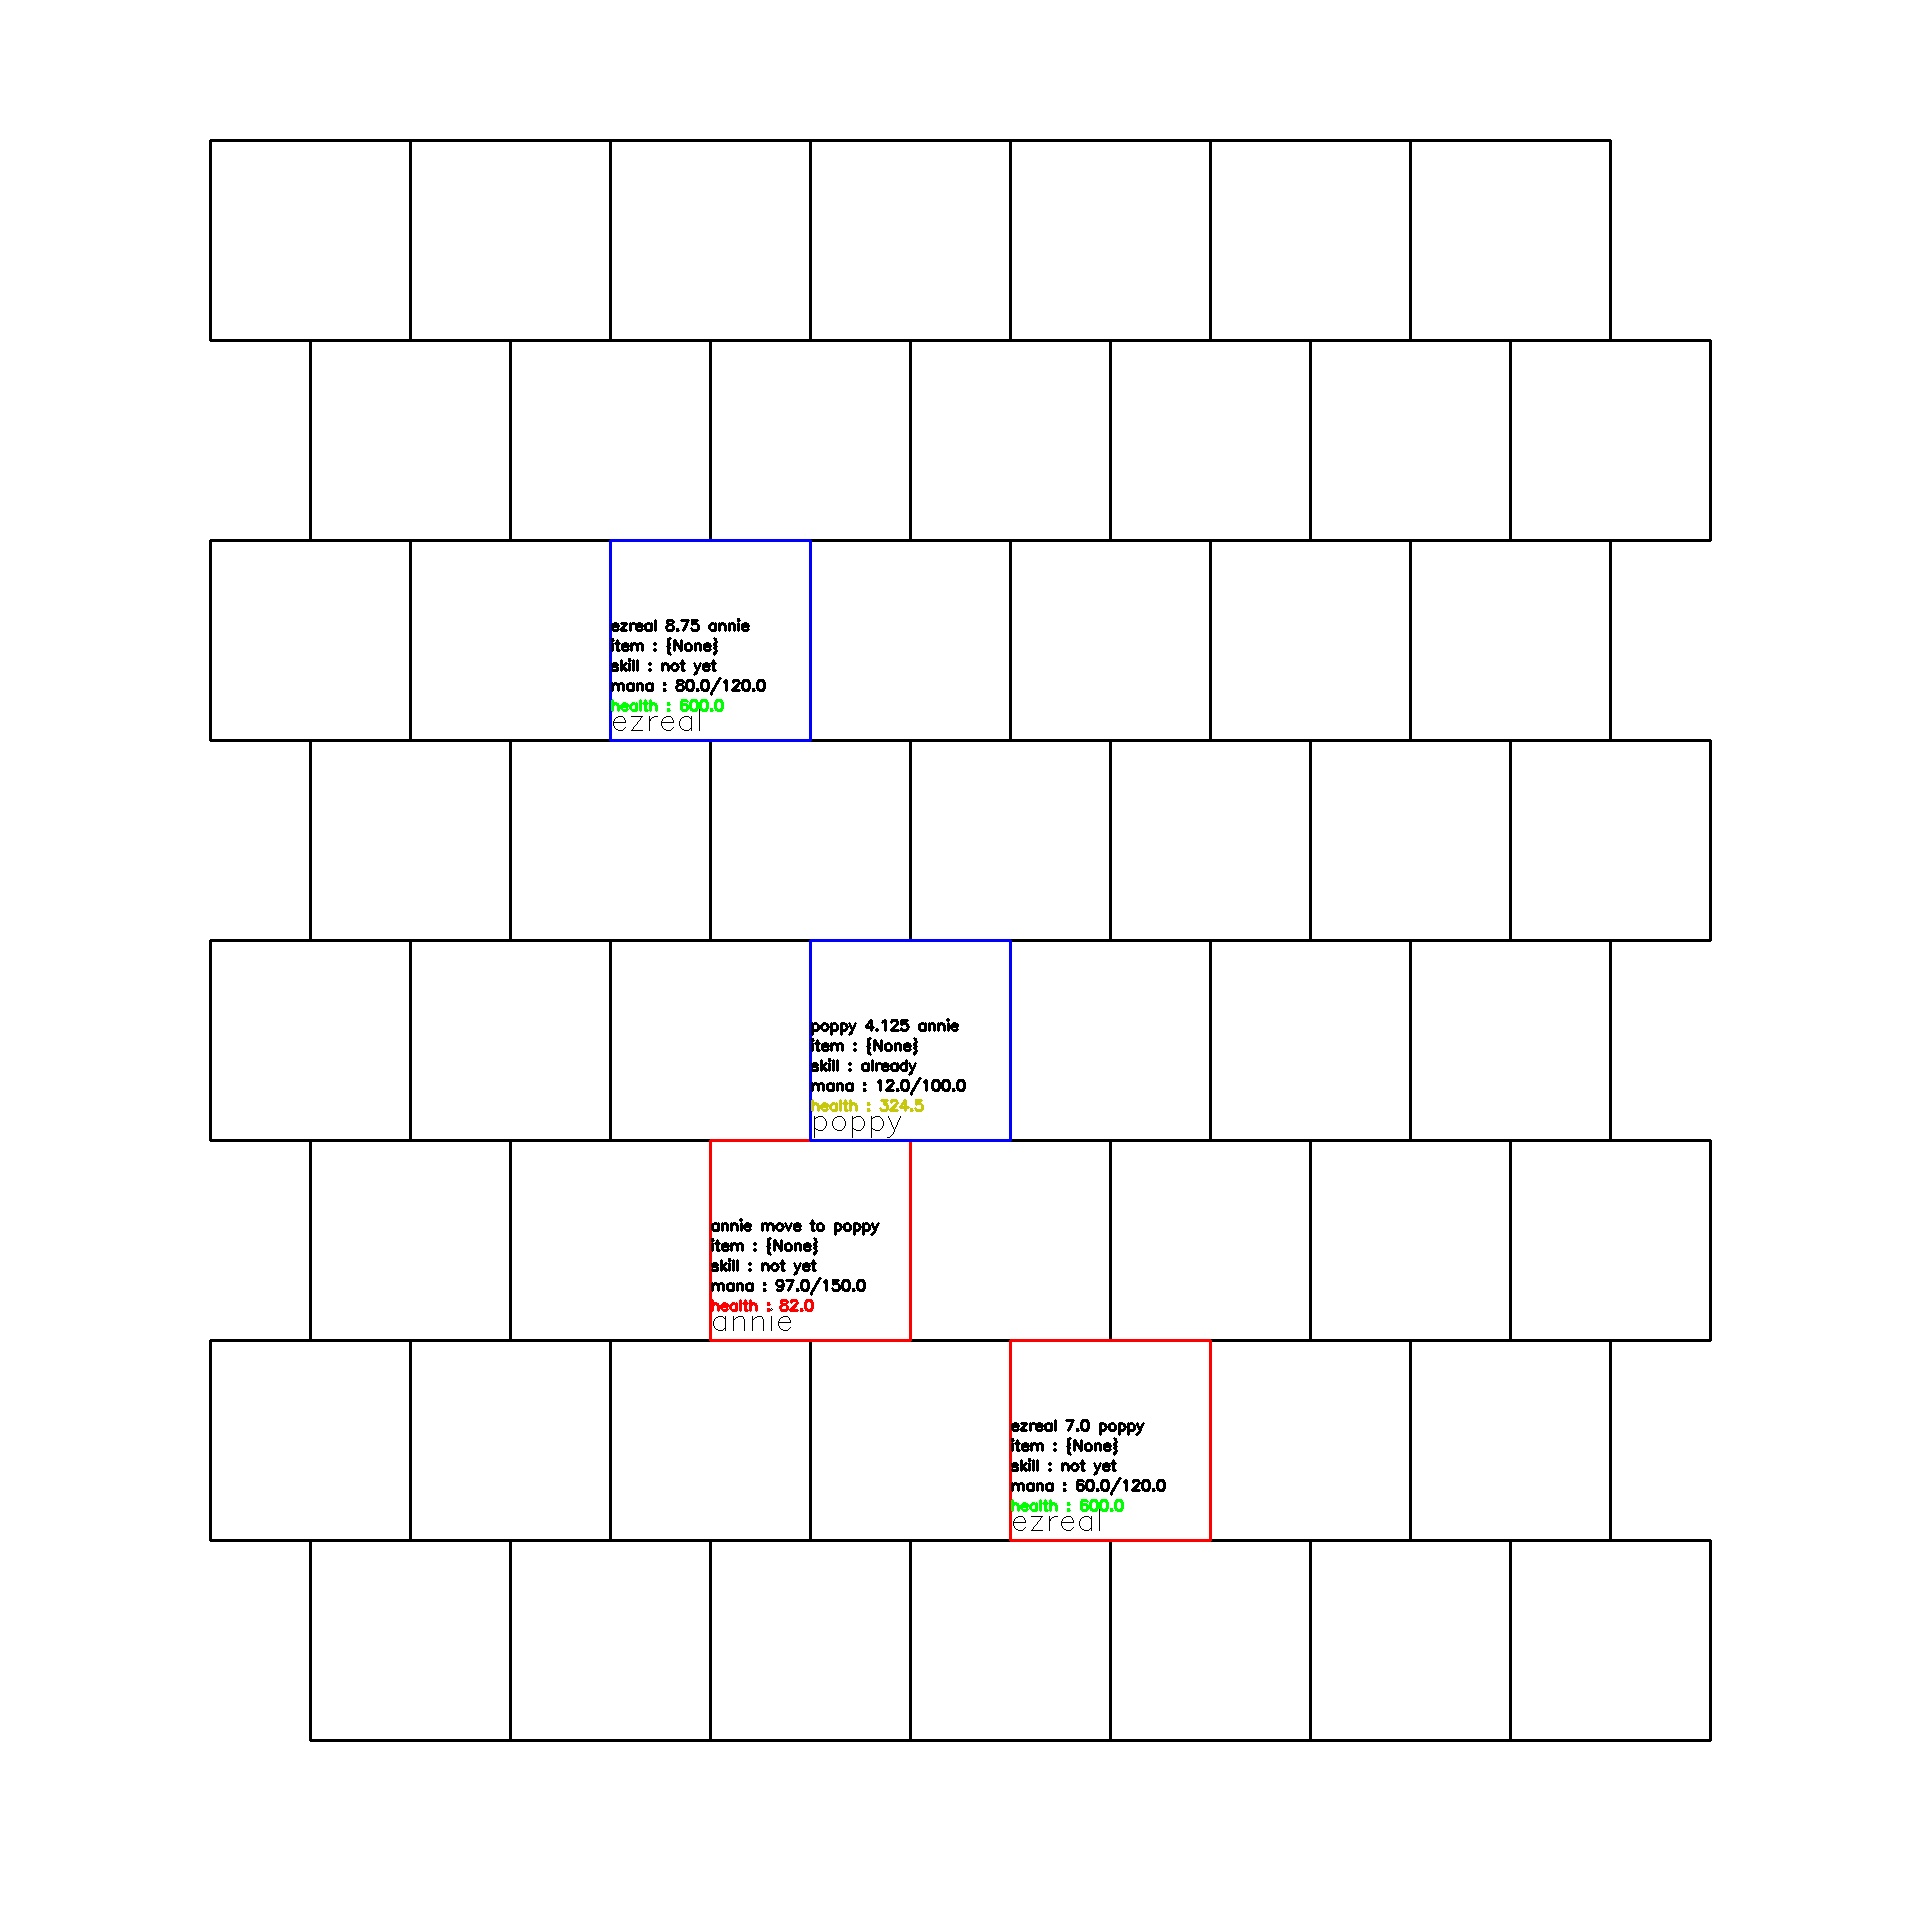 ezreal 8.75 annie
item : {None}
skill : not yet
mana : 80.0/120.0
health : 600.0
ezreal
poppy 4.125 annie
item : {None}
skill : already
mana : 12.0/100.0
health : 324.5
poppy
annie move to poppy
item : {None}
skill : not yet
mana : 97.0/150.0
health : 82.0
annie
ezreal 7.0 poppy
item : {None}
skill : not yet
mana : 60.0/120.0
health : 600.0
ezreal